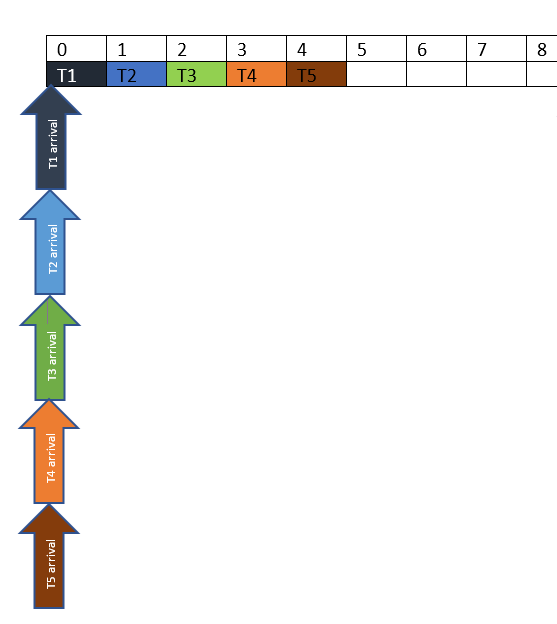 0 1 2 3 4 5 6 7 8
T1 T2 T3 T4 T5
T1 arrival
T2 arrival
T3 arrival
T4 arrival
T5 arrival